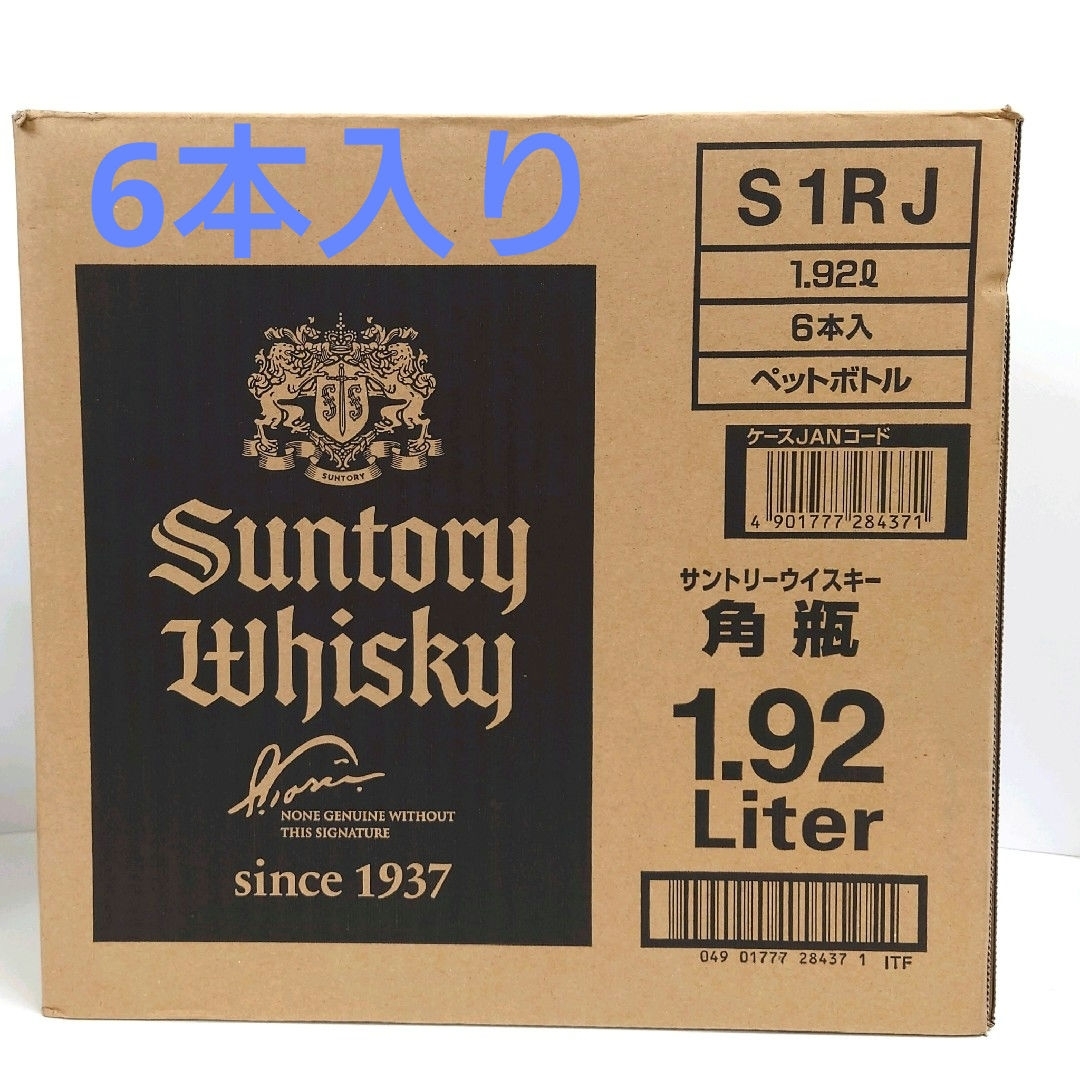 6本入り
SUNTORY
Suntory
Whisky
NONE GENUINE WITHOUT
THIS SIGNATURE
since 1937
S1RJ
1.92ℓ
6本入
ペットボトル
ケースJANコード
4 901777 284371
サントリーウイスキー
角瓶
1.92
Liter
049 01777 28437 1 ITF